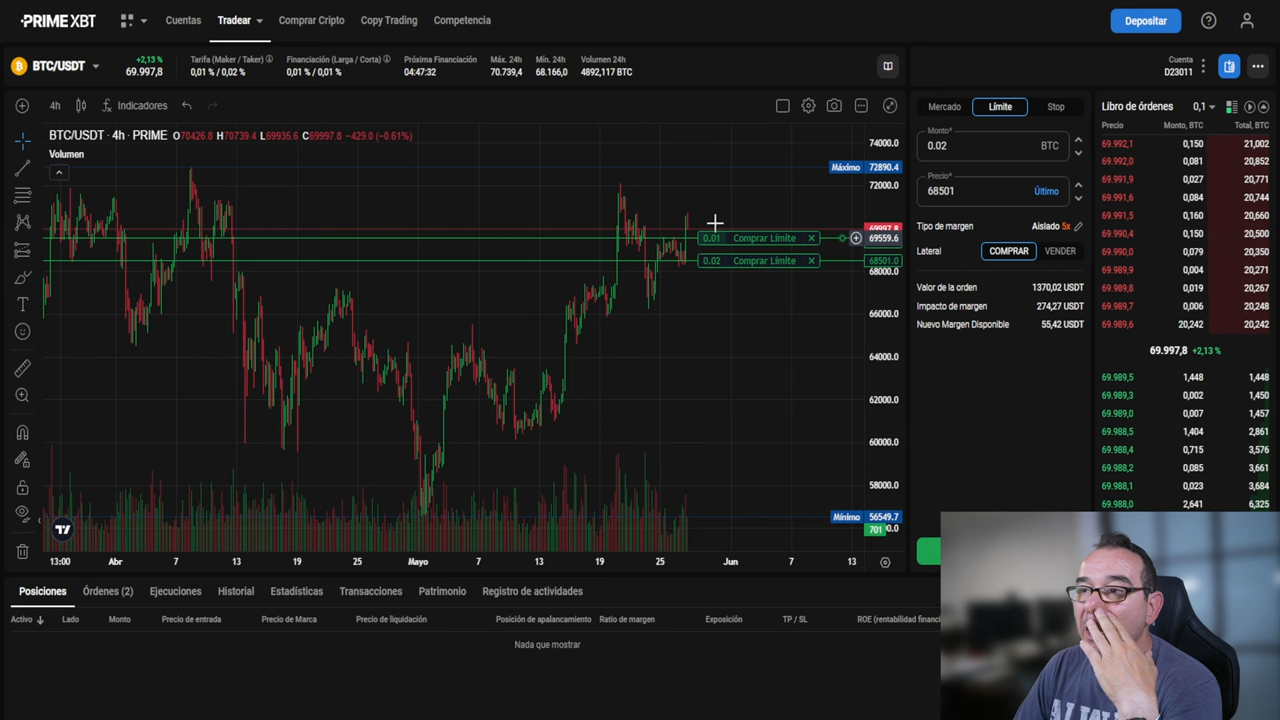 PRIME XBT
Cuentas
Tradear
Comprar Cripto
Copy Trading
Competencia
Depositar
BTC/USDT
+2,13 %
69.997,8
Tarifa (Maker / Taker)
0,01 % / 0,02 %
Financiación (Larga / Corta)
0,01 % / 0,01 %
Próxima Financiación
04:47:32
Máx. 24h
70.739,4
Mín. 24h
68.166,0
Volumen 24h
4892,117 BTC
Cuenta
D23011
4h
Indicadores
BTC/USDT · 4h · PRIME O70426.8 H70739.4 L69935.6 C69997.8 −429.0 (−0.61%)
Volumen
74000.0
Máximo 72890.4
72000.0
69997.8
0.01 Comprar Límite
69559.6
0.02 Comprar Límite
68501.0
68000.0
66000.0
64000.0
62000.0
60000.0
58000.0
Mínimo 56549.7
701
13:00 Abr 7 13 19 25 Mayo 7 13 19 25 Jun 7 13
Mercado
Límite
Stop
Monto*
0.02 BTC
Precio*
68501 Último
Tipo de margen Aislado 5x
Lateral COMPRAR VENDER
Valor de la orden 1370,02 USDT
Impacto de margen 274,27 USDT
Nuevo Margen Disponible 55,42 USDT
Libro de órdenes 0,1
Precio Monto, BTC Total, BTC
69.992,1 0,150 21,002
69.992,0 0,081 20,852
69.991,9 0,027 20,771
69.991,6 0,084 20,744
69.991,5 0,160 20,660
69.990,4 0,150 20,500
69.989,9 0,079 20,350
69.989,9 0,004 20,271
69.989,8 0,019 20,267
69.989,7 0,006 20,248
69.989,6 20,242 20,242
69.997,8 +2,13 %
69.989,5 1,448 1,448
69.989,3 0,002 1,450
69.989,0 0,007 1,457
69.988,5 1,404 2,861
69.988,4 0,715 3,576
69.988,2 0,085 3,661
69.988,1 0,023 3,684
69.988,0 2,641 6,325
Posiciones
Órdenes (2)
Ejecuciones
Historial
Estadísticas
Transacciones
Patrimonio
Registro de actividades
Activo Lado Monto Precio de entrada Precio de Marca Precio de liquidación Posición de apalancamiento Ratio de margen Exposición TP / SL ROE (rentabilidad financi
Nada que mostrar